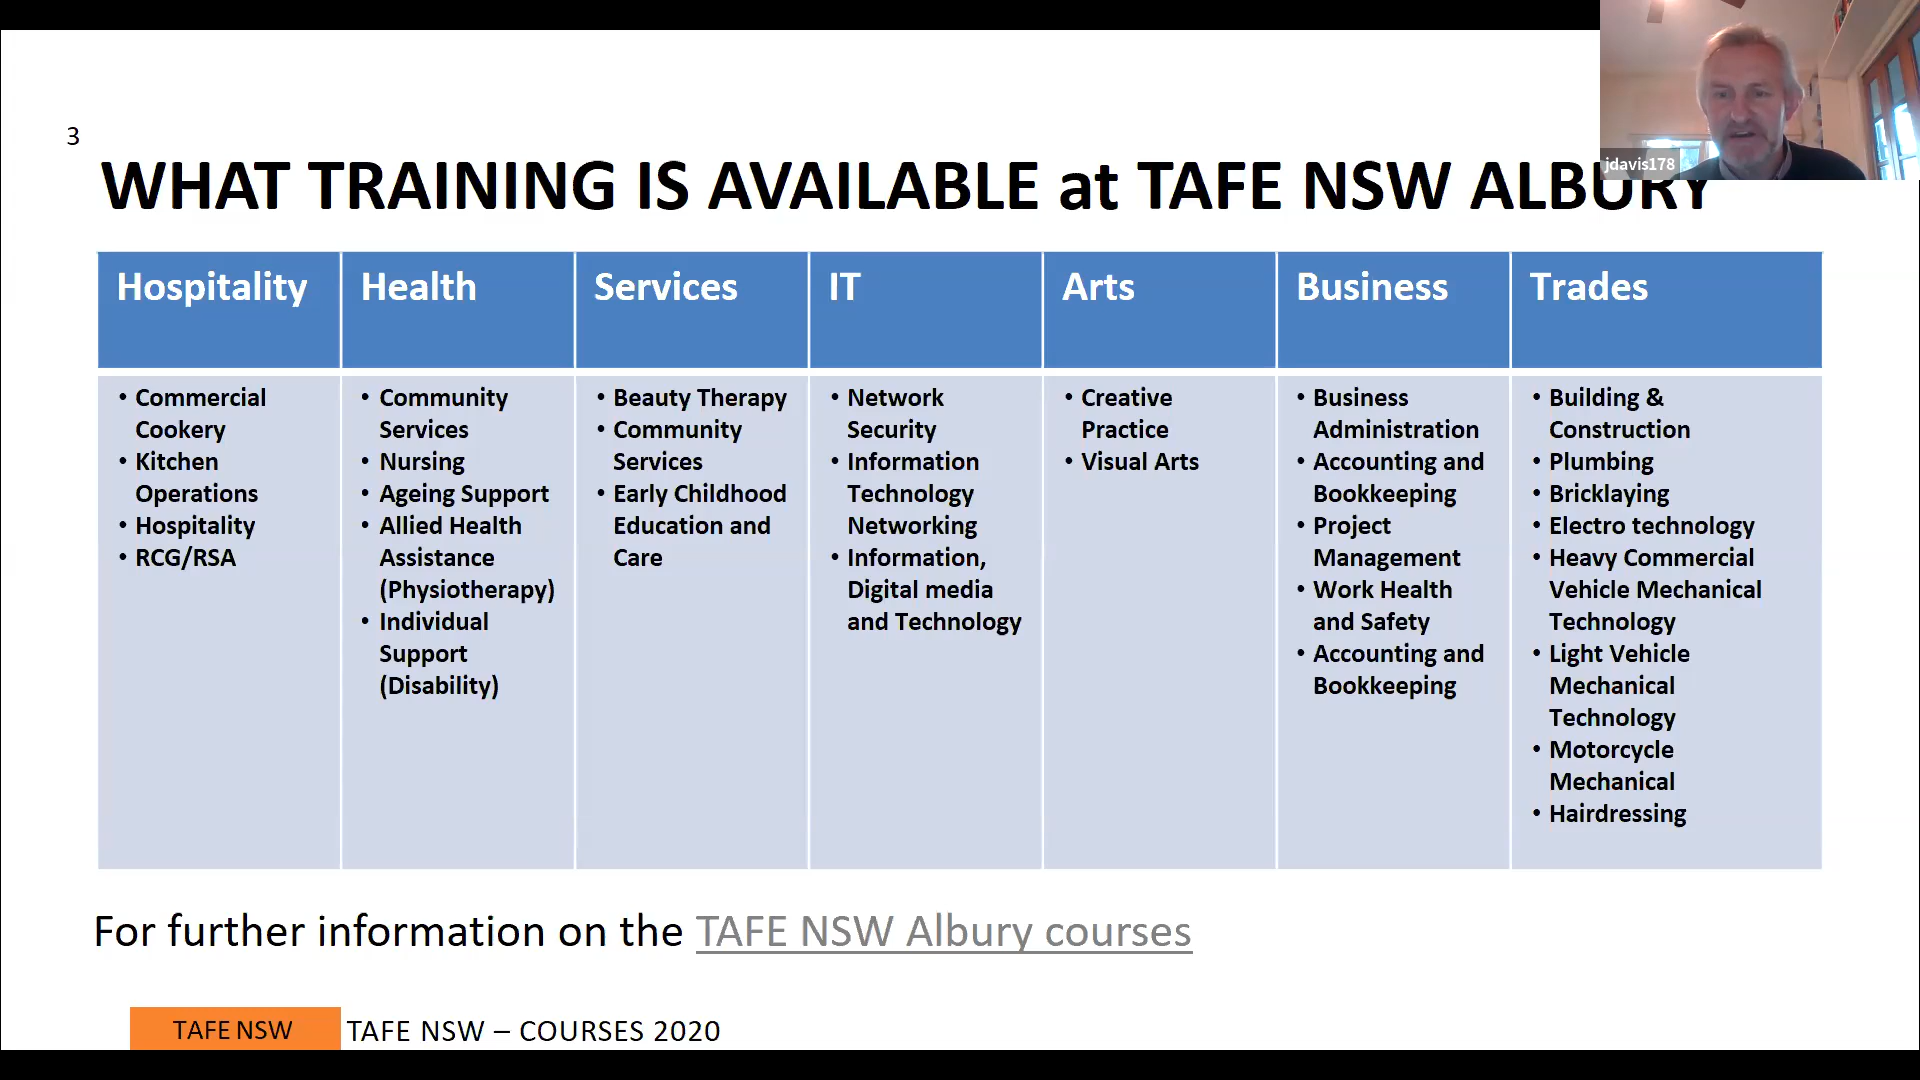 jdavis178
3
WHAT TRAINING IS AVAILABLE at TAFE NSW ALBURY
Hospitality
Health
Services
IT
Arts
Business
Trades
• Commercial
Cookery
• Kitchen
Operations
• Hospitality
• RCG/RSA
• Community
Services
• Nursing
• Ageing Support
• Allied Health
Assistance
(Physiotherapy)
• Individual
Support
(Disability)
• Beauty Therapy
• Community
Services
• Early Childhood
Education and
Care
• Network
Security
• Information
Technology
Networking
• Information,
Digital media
and Technology
• Creative
Practice
• Visual Arts
• Business
Administration
• Accounting and
Bookkeeping
• Project
Management
• Work Health
and Safety
• Accounting and
Bookkeeping
• Building &
Construction
• Plumbing
• Bricklaying
• Electro technology
• Heavy Commercial
Vehicle Mechanical
Technology
• Light Vehicle
Mechanical
Technology
• Motorcycle
Mechanical
• Hairdressing
For further information on the TAFE NSW Albury courses
TAFE NSW
TAFE NSW – COURSES 2020